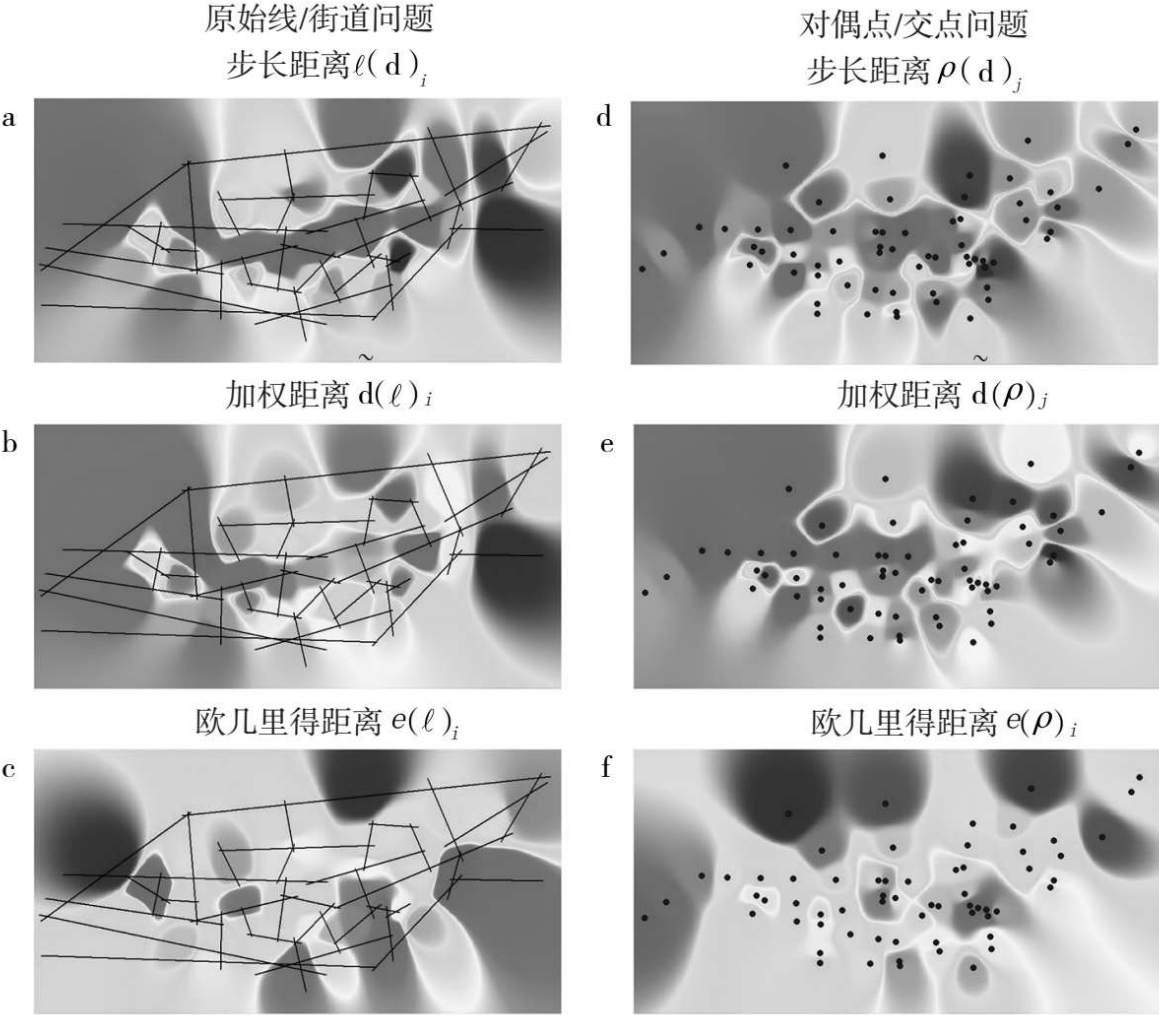 原始线/街道问题
步长距离ℓ(d)i
对偶点/交点问题
步长距离ρ(d)j
a
d
~
~
加权距离 d(ℓ)i
加权距离 d(ρ)j
b
e
欧几里得距离 e(ℓ)i
欧几里得距离 e(ρ)i
c
f